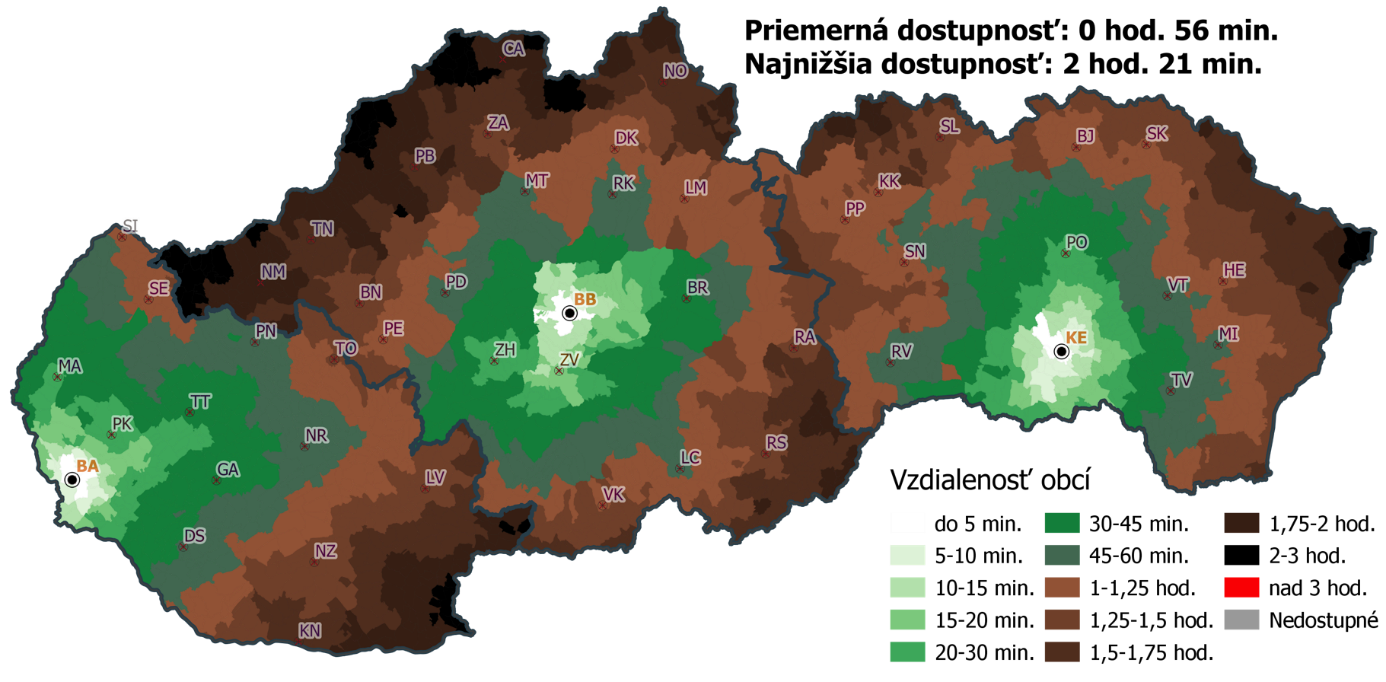 Priemerná dostupnosť: 0 hod. 56 min.
Najnižšia dostupnosť: 2 hod. 21 min.
CA
NO
ZA
DK
SL
BJ
SK
PB
MT
RK
LM
KK
PP
SI
TN
SN
PO
NM
PD
BR
VT
HE
SE
BN
BB
PN
PE
TO
RA
KE
MI
ZH
ZV
RV
MA
TV
TT
PK
NR
RS
BA
GA
LC
LV
VK
DS
NZ
KN
Vzdialenosť obcí
do 5 min.
5-10 min.
10-15 min.
15-20 min.
20-30 min.
30-45 min.
45-60 min.
1-1,25 hod.
1,25-1,5 hod.
1,5-1,75 hod.
1,75-2 hod.
2-3 hod.
nad 3 hod.
Nedostupné